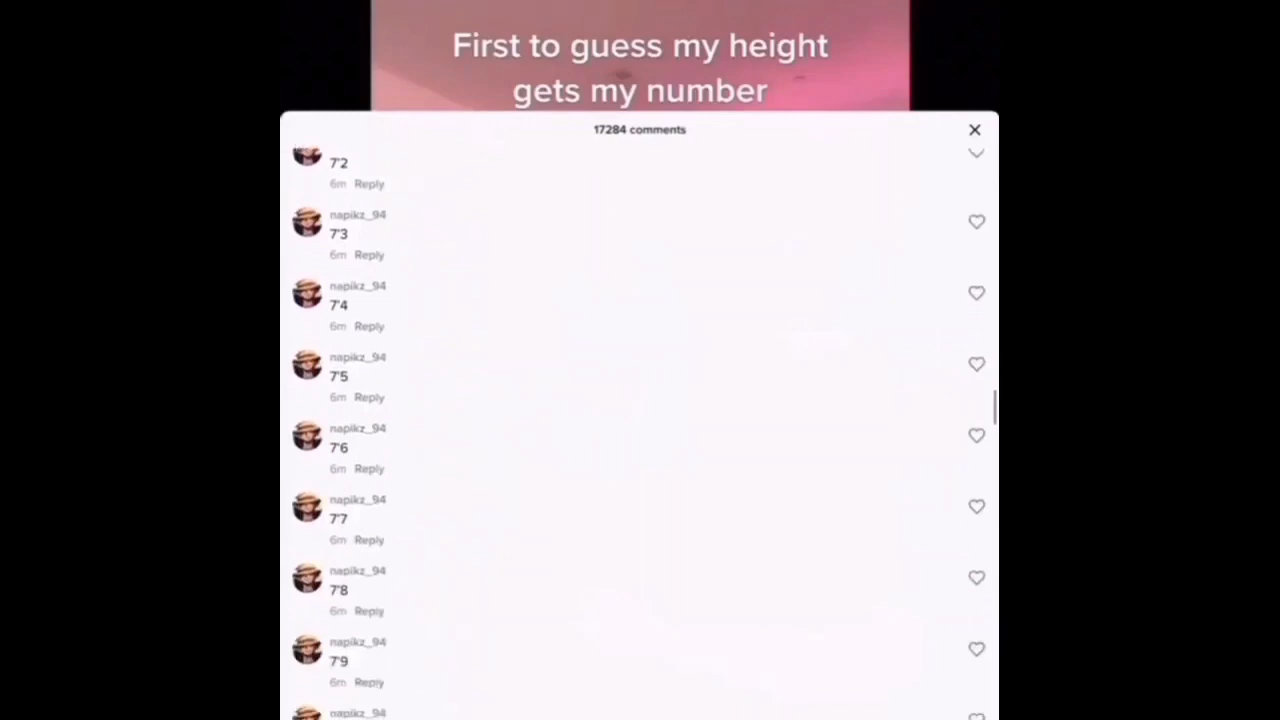 First to guess my height
gets my number
17284 comments
7'2
6m Reply
napikz_94
7'3
6m Reply
napikz_94
7'4
6m Reply
napikz_94
7'5
6m Reply
napikz_94
7'6
6m Reply
napikz_94
7'7
6m Reply
napikz_94
7'8
6m Reply
napikz_94
7'9
6m Reply
napikz_94